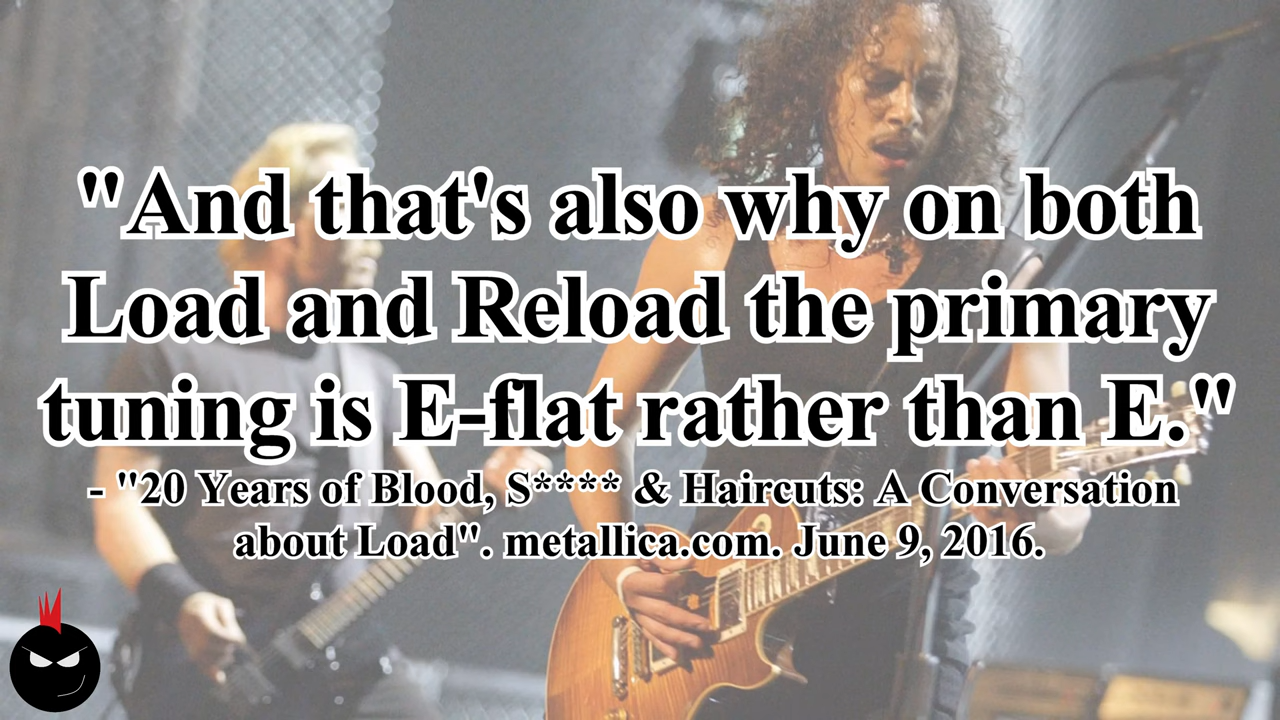 "And that's also why on both
Load and Reload the primary
tuning is E-flat rather than E."
- "20 Years of Blood, S**** & Haircuts: A Conversation
about Load". metallica.com. June 9, 2016.